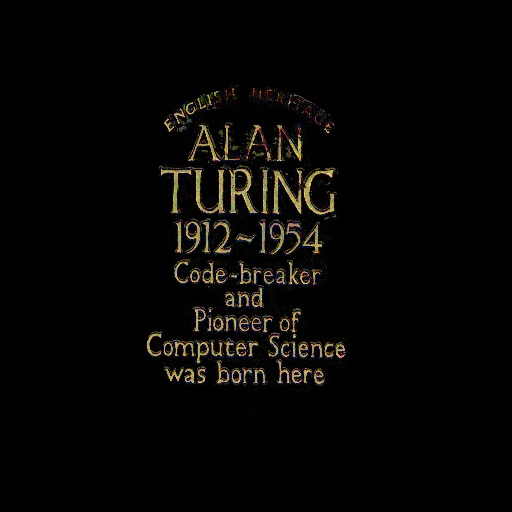 ENGLISH HERITAGE
ALAN
TURING
1912~1954
Code-breaker
and
Pioneer of
Computer Science
was born here